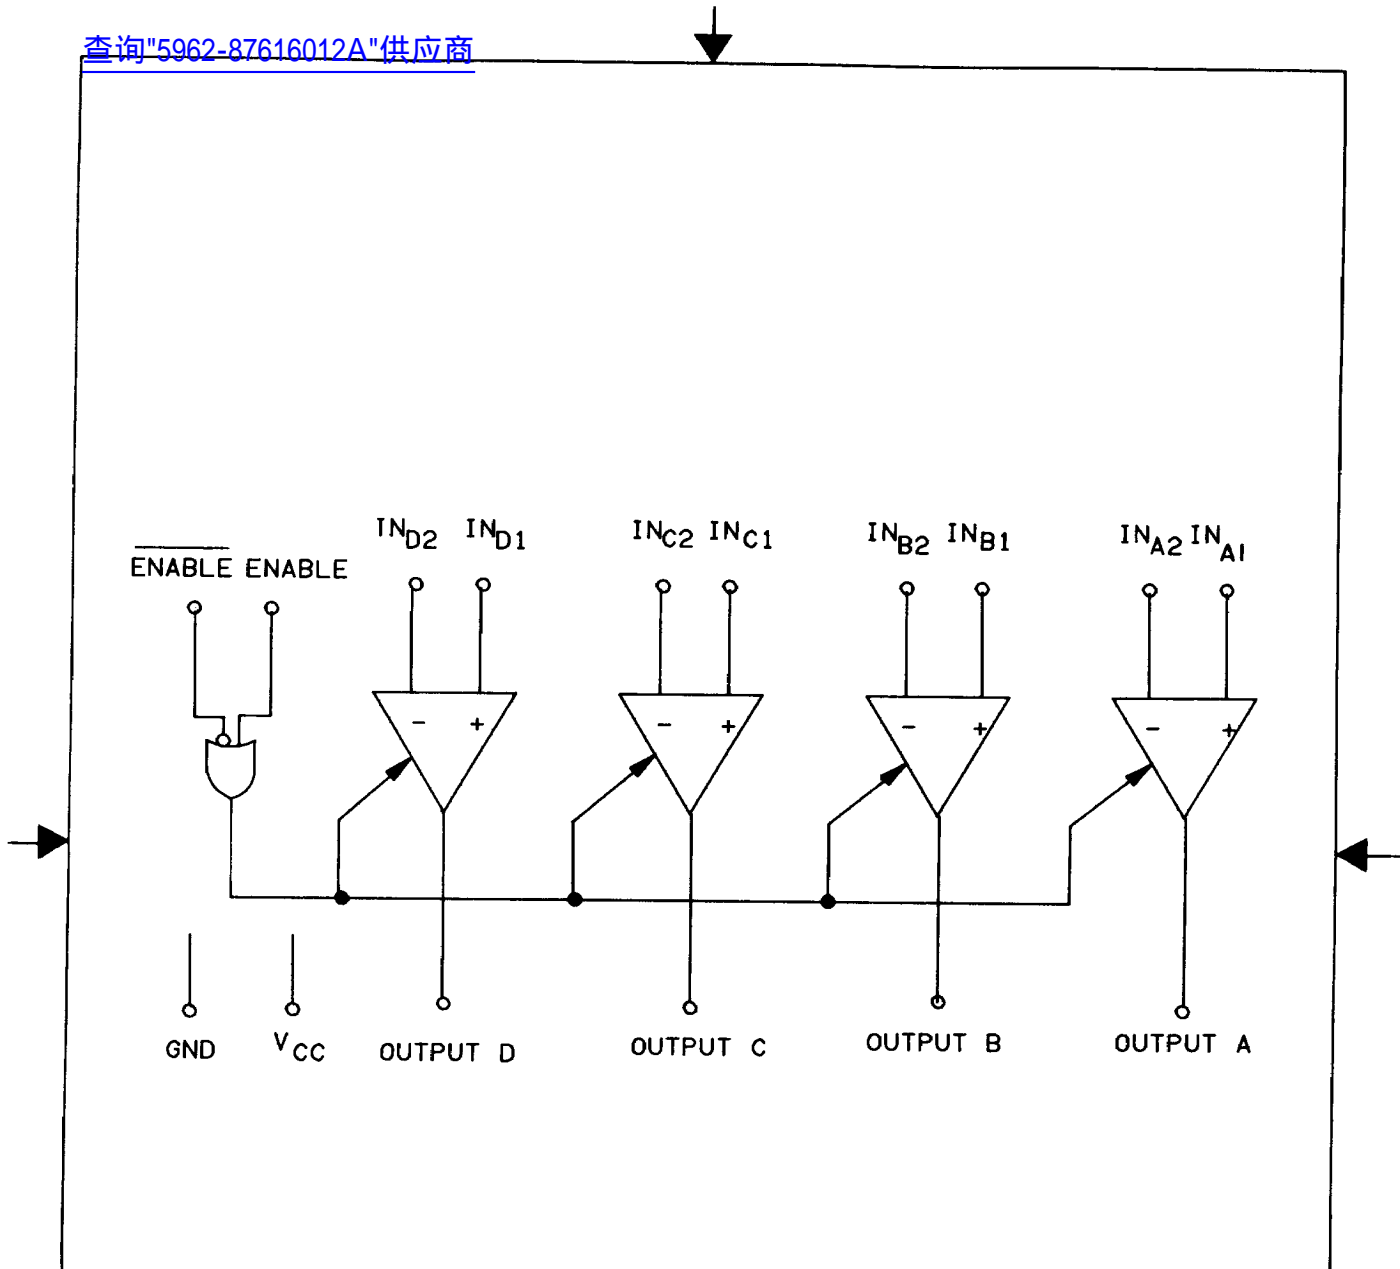 查询"5962-87616012A"供应商
IND2 IND1 INC2 INC1 INB2 INB1 INA2 INA1
ENABLE ENABLE
- + - + - + - +
GND VCC OUTPUT D OUTPUT C OUTPUT B OUTPUT A